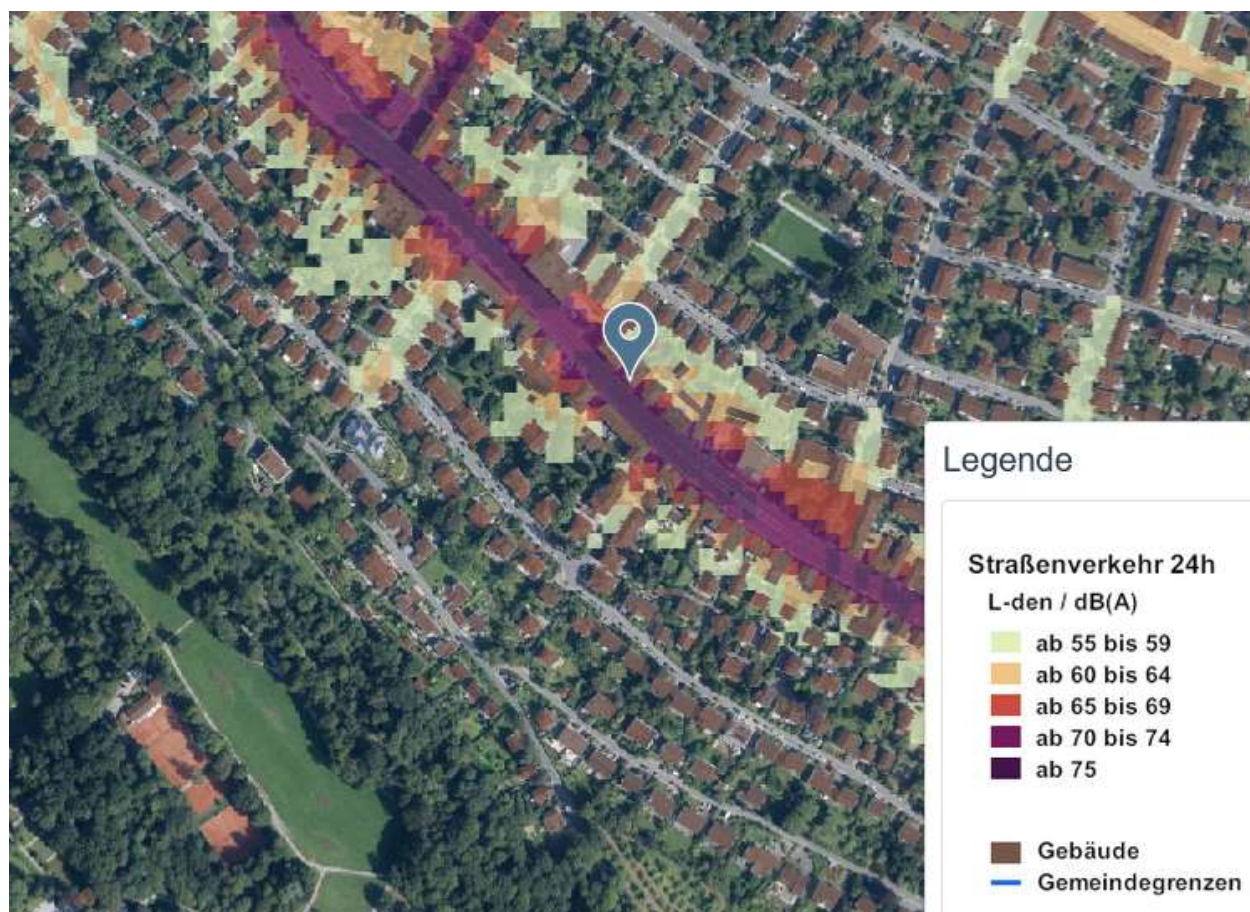 Legende
Straßenverkehr 24h
L-den / dB(A)
ab 55 bis 59
ab 60 bis 64
ab 65 bis 69
ab 70 bis 74
ab 75
Gebäude
Gemeindegrenzen